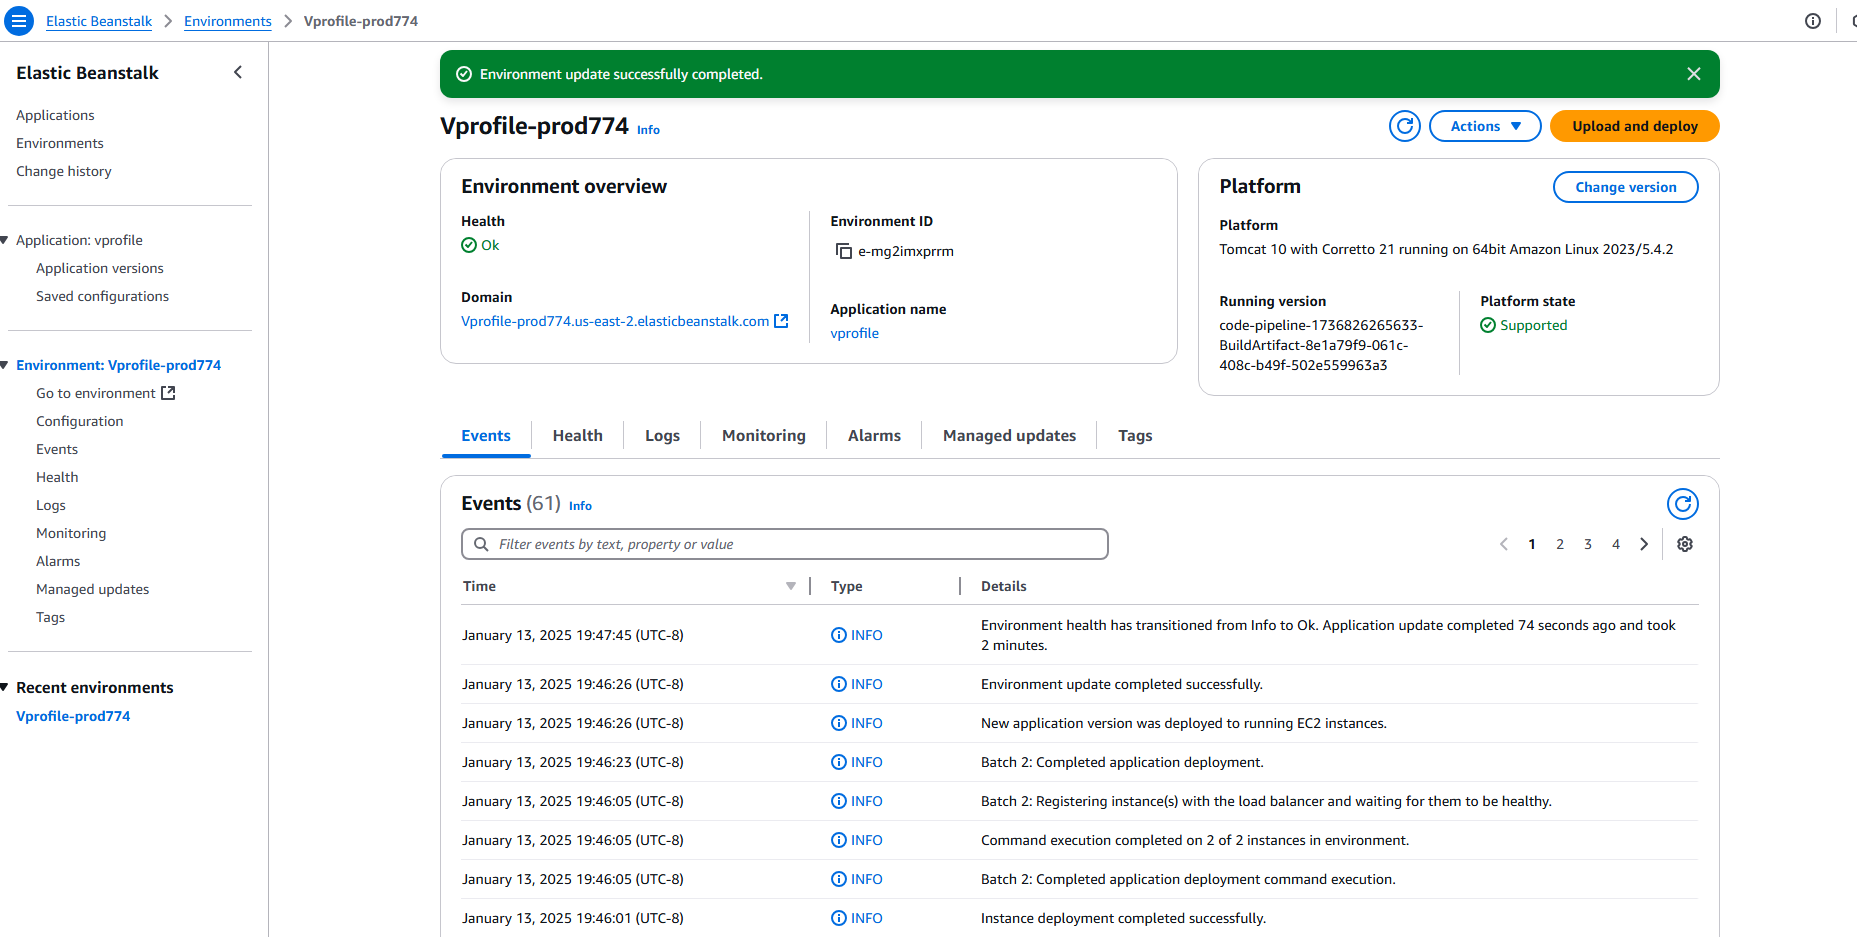 Elastic Beanstalk > Environments > Vprofile-prod774
Elastic Beanstalk
Applications
Environments
Change history
Application: vprofile
Application versions
Saved configurations
Environment: Vprofile-prod774
Go to environment
Configuration
Events
Health
Logs
Monitoring
Alarms
Managed updates
Tags
Recent environments
Vprofile-prod774
Environment update successfully completed.
Vprofile-prod774 Info
Actions
Upload and deploy
Environment overview
Health
Ok
Domain
Vprofile-prod774.us-east-2.elasticbeanstalk.com
Environment ID
e-mg2imxprrm
Application name
vprofile
Platform
Change version
Platform
Tomcat 10 with Corretto 21 running on 64bit Amazon Linux 2023/5.4.2
Running version
code-pipeline-1736826265633-
BuildArtifact-8e1a79f9-061c-
408c-b49f-502e559963a3
Platform state
Supported
Events Health Logs Monitoring Alarms Managed updates Tags
Events (61) Info
Filter events by text, property or value
1 2 3 4
Time Type Details
January 13, 2025 19:47:45 (UTC-8) INFO Environment health has transitioned from Info to Ok. Application update completed 74 seconds ago and took
2 minutes.
January 13, 2025 19:46:26 (UTC-8) INFO Environment update completed successfully.
January 13, 2025 19:46:26 (UTC-8) INFO New application version was deployed to running EC2 instances.
January 13, 2025 19:46:23 (UTC-8) INFO Batch 2: Completed application deployment.
January 13, 2025 19:46:05 (UTC-8) INFO Batch 2: Registering instance(s) with the load balancer and waiting for them to be healthy.
January 13, 2025 19:46:05 (UTC-8) INFO Command execution completed on 2 of 2 instances in environment.
January 13, 2025 19:46:05 (UTC-8) INFO Batch 2: Completed application deployment command execution.
January 13, 2025 19:46:01 (UTC-8) INFO Instance deployment completed successfully.